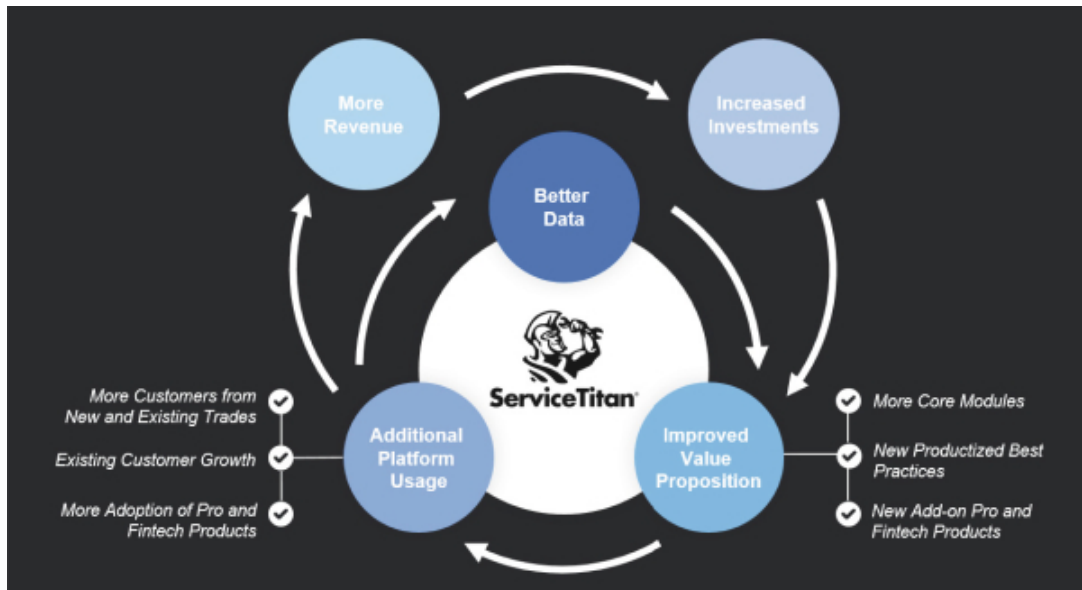 More
Revenue
Increased
Investments
Better
Data
ServiceTitan
More Customers from
New and Existing Trades
Existing Customer Growth
More Adoption of Pro and
Fintech Products
Additional
Platform
Usage
Improved
Value
Proposition
More Core Modules
New Productized Best
Practices
New Add-on Pro and
Fintech Products